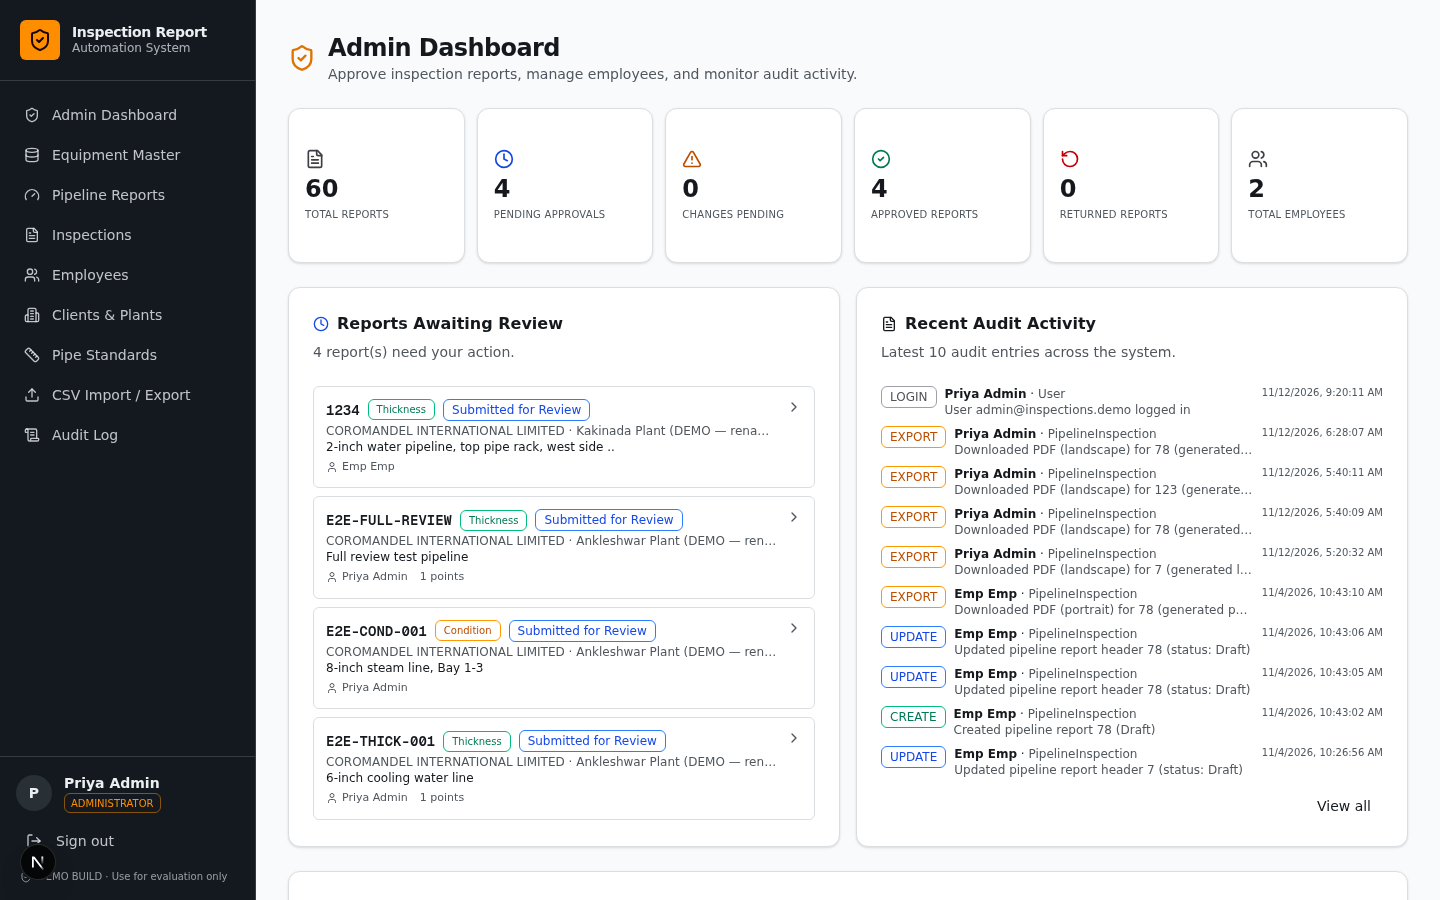 Inspection Report
Automation System
Admin Dashboard
Equipment Master
Pipeline Reports
Inspections
Employees
Clients & Plants
Pipe Standards
CSV Import / Export
Audit Log
P
Priya Admin
ADMINISTRATOR
Sign out
N
EMO BUILD · Use for evaluation only
Admin Dashboard
Approve inspection reports, manage employees, and monitor audit activity.
60
TOTAL REPORTS
4
PENDING APPROVALS
0
CHANGES PENDING
4
APPROVED REPORTS
0
RETURNED REPORTS
2
TOTAL EMPLOYEES
Reports Awaiting Review
4 report(s) need your action.
1234 Thickness Submitted for Review
COROMANDEL INTERNATIONAL LIMITED · Kakinada Plant (DEMO — rena…
2-inch water pipeline, top pipe rack, west side ..
Emp Emp
E2E-FULL-REVIEW Thickness Submitted for Review
COROMANDEL INTERNATIONAL LIMITED · Ankleshwar Plant (DEMO — ren…
Full review test pipeline
Priya Admin 1 points
E2E-COND-001 Condition Submitted for Review
COROMANDEL INTERNATIONAL LIMITED · Ankleshwar Plant (DEMO — ren…
8-inch steam line, Bay 1-3
Priya Admin
E2E-THICK-001 Thickness Submitted for Review
COROMANDEL INTERNATIONAL LIMITED · Ankleshwar Plant (DEMO — ren…
6-inch cooling water line
Priya Admin 1 points
Recent Audit Activity
Latest 10 audit entries across the system.
LOGIN Priya Admin · User 11/12/2026, 9:20:11 AM
User admin@inspections.demo logged in
EXPORT Priya Admin · PipelineInspection 11/12/2026, 6:28:07 AM
Downloaded PDF (landscape) for 78 (generated…
EXPORT Priya Admin · PipelineInspection 11/12/2026, 5:40:11 AM
Downloaded PDF (landscape) for 123 (generate…
EXPORT Priya Admin · PipelineInspection 11/12/2026, 5:40:09 AM
Downloaded PDF (landscape) for 78 (generated…
EXPORT Priya Admin · PipelineInspection 11/12/2026, 5:20:32 AM
Downloaded PDF (landscape) for 7 (generated l…
EXPORT Emp Emp · PipelineInspection 11/4/2026, 10:43:10 AM
Downloaded PDF (portrait) for 78 (generated p…
UPDATE Emp Emp · PipelineInspection 11/4/2026, 10:43:06 AM
Updated pipeline report header 78 (status: Draft)
UPDATE Emp Emp · PipelineInspection 11/4/2026, 10:43:05 AM
Updated pipeline report header 78 (status: Draft)
CREATE Emp Emp · PipelineInspection 11/4/2026, 10:43:02 AM
Created pipeline report 78 (Draft)
UPDATE Emp Emp · PipelineInspection 11/4/2026, 10:26:56 AM
Updated pipeline report header 7 (status: Draft)
View all